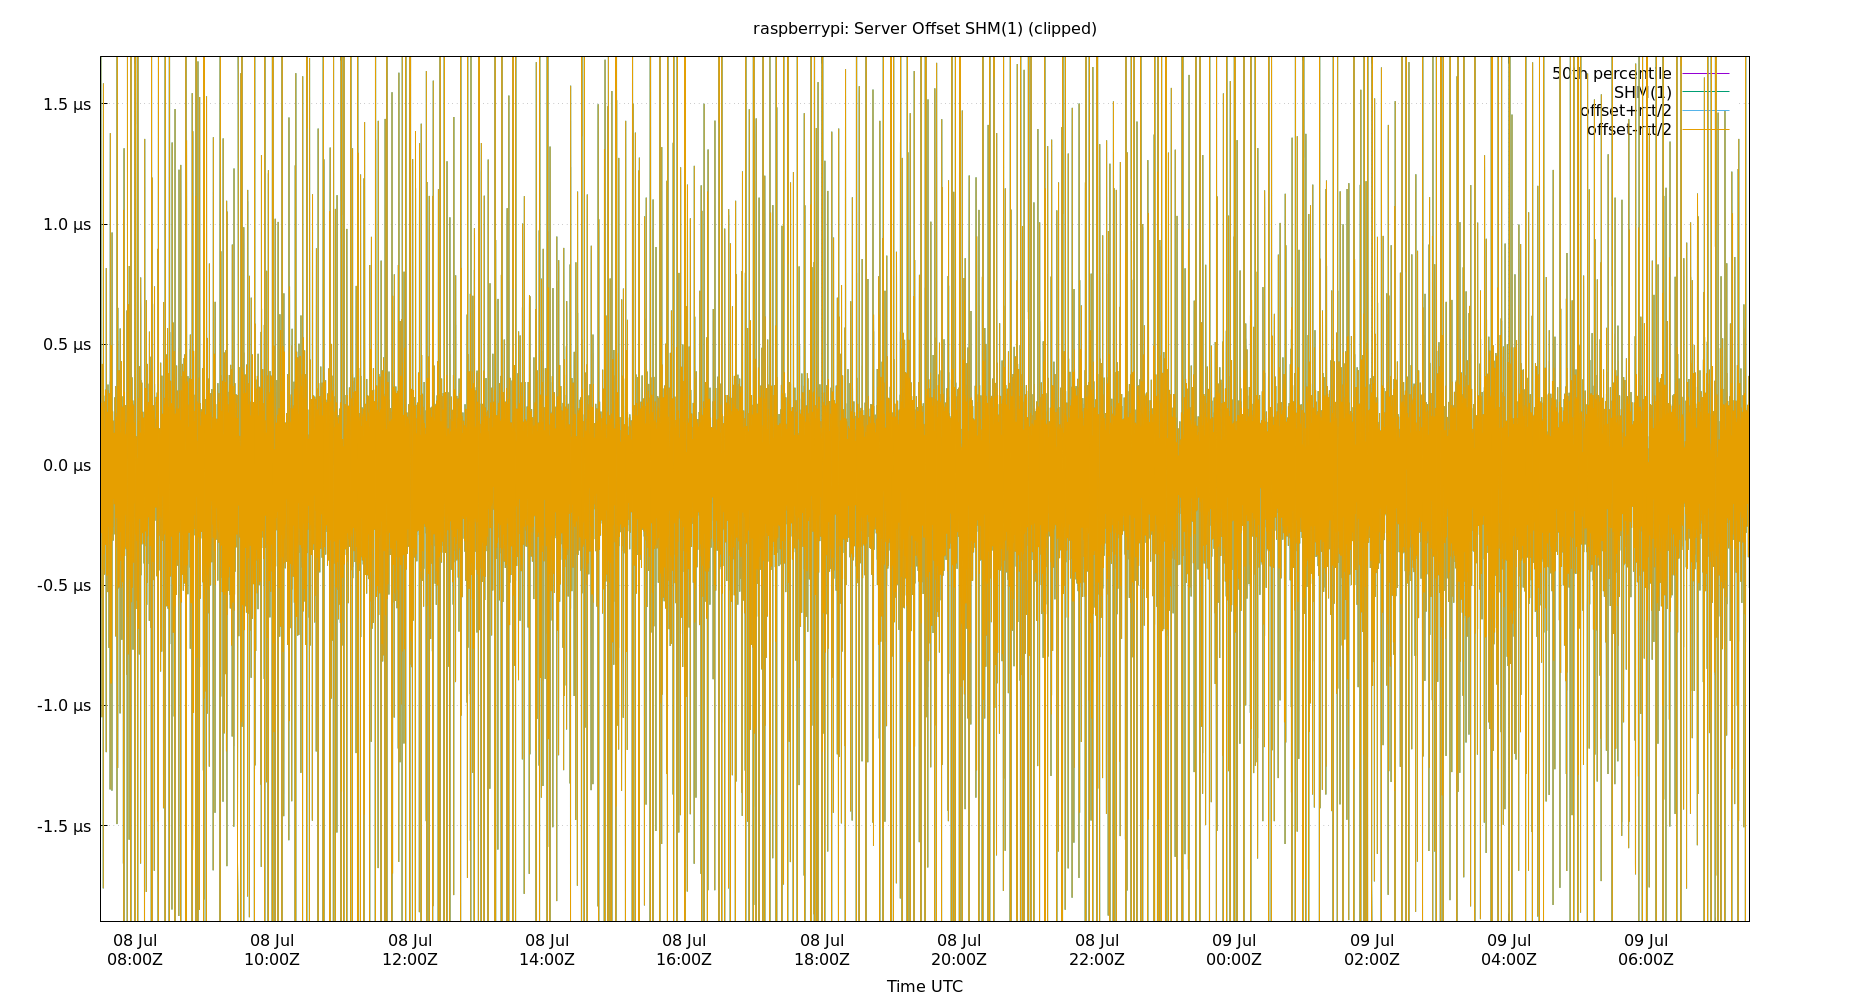 raspberrypi: Server Offset SHM(1) (clipped)
50th percentile
SHM(1)
offset+rtt/2
offset-rtt/2
1.5 µs
1.0 µs
0.5 µs
0.0 µs
-0.5 µs
-1.0 µs
-1.5 µs
08 Jul 08 Jul 08 Jul 08 Jul 08 Jul 08 Jul 08 Jul 08 Jul 09 Jul 09 Jul 09 Jul 09 Jul
08:00Z 10:00Z 12:00Z 14:00Z 16:00Z 18:00Z 20:00Z 22:00Z 00:00Z 02:00Z 04:00Z 06:00Z
Time UTC